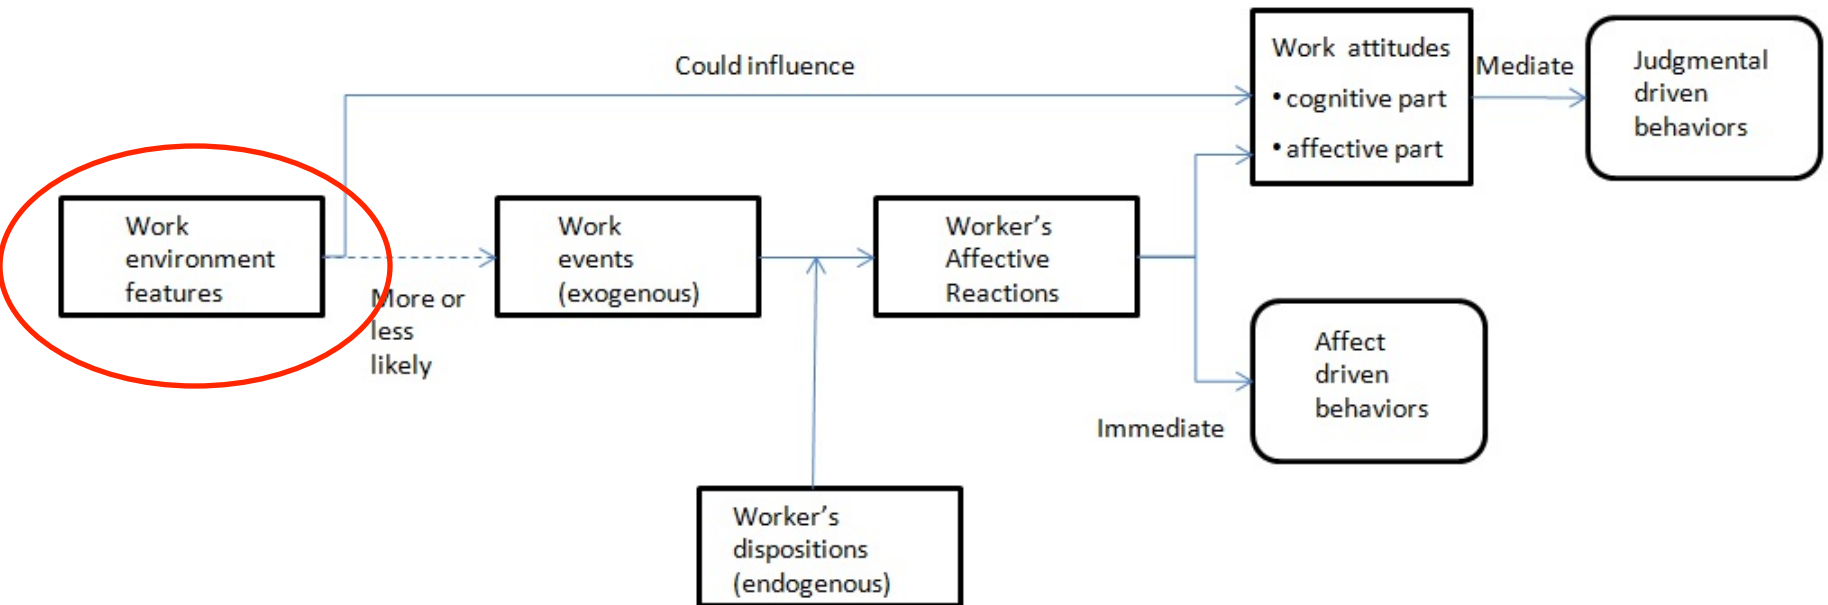 Could influence
Work attitudes
• cognitive part
• affective part
Mediate
Judgmental
driven
behaviors
Work
environment
features
More or
less
likely
Work
events
(exogenous)
Worker’s
Affective
Reactions
Immediate
Affect
driven
behaviors
Worker’s
dispositions
(endogenous)